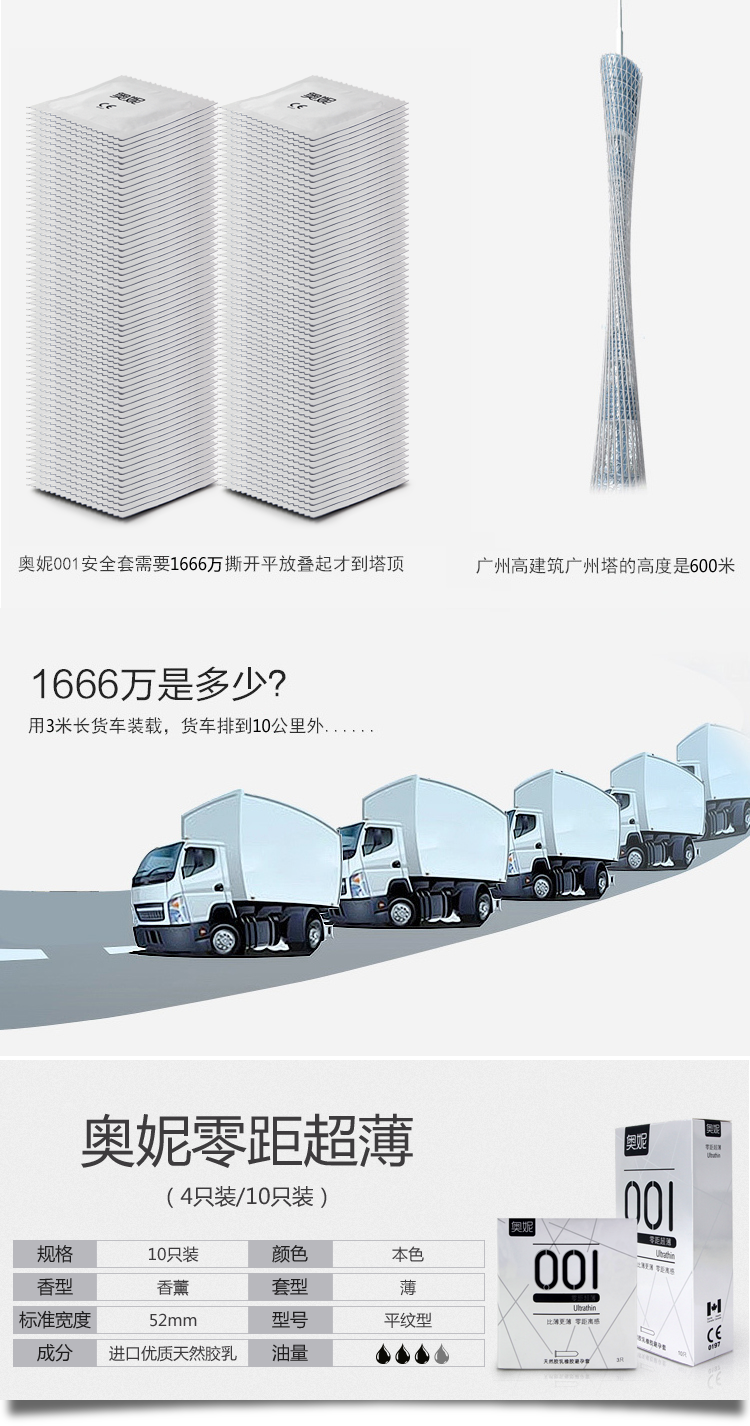 奥妮
CE
奥妮
CE
奥妮001安全套需要1666万撕开平放叠起才到塔顶
广州高建筑广州塔的高度是600米
1666万是多少?
用3米长货车装载，货车排到10公里外......
奥妮零距超薄
(4只装/10只装)
规格 10只装 颜色 本色
香型 香薰 套型 薄
标准宽度 52mm 型号 平纹型
成分 进口优质天然胶乳 油量
奥妮
001
零距超薄
Ultrathin
比薄更薄 零距离感
天然胶乳橡胶避孕套
奥妮
零距超薄
Ultrathin
001
零距超薄
Ultrathin
比薄更薄 零距离感
CE
0197
天然胶乳橡胶避孕套